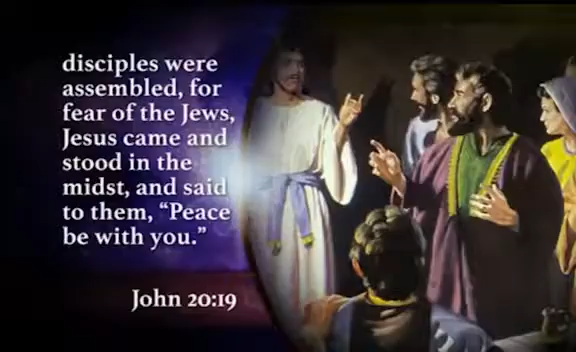 disciples were
assembled, for
fear of the Jews,
Jesus came and
stood in the
midst, and said
to them, “Peace
be with you.”
John 20:19